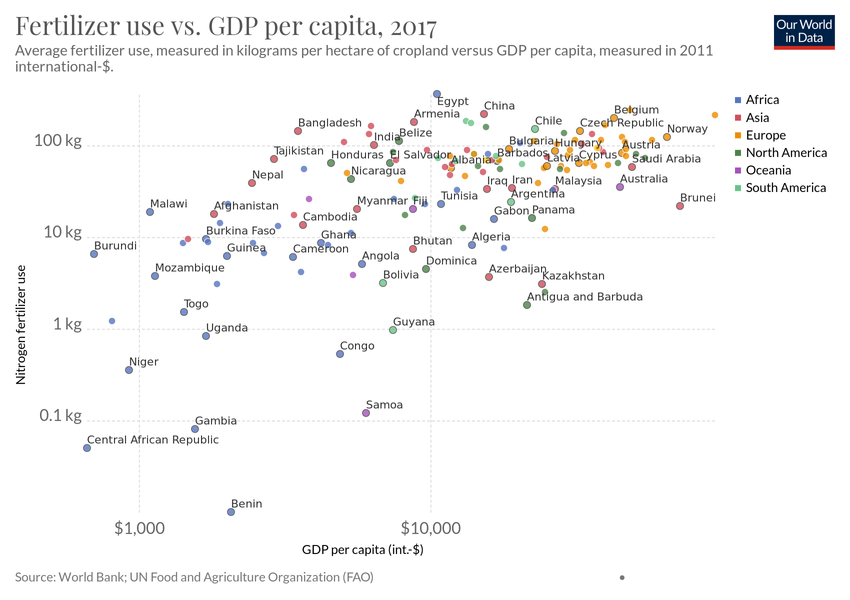 Fertilizer use vs. GDP per capita, 2017
Average fertilizer use, measured in kilograms per hectare of cropland versus GDP per capita, measured in 2011
international-$.
Our World
in Data
Egypt
Bangladesh
Armenia
China
Belgium
India
Belize
Chile
Czech Republic
Norway
Tajikistan
Honduras
El Salvador
Albania
Bulgaria
Hungary
Barbados
Latvia
Cyprus
Austria
Saudi Arabia
Nepal
Nicaragua
Iraq
Iran
Malaysia
Australia
Malawi
Afghanistan
Myanmar
Fiji
Tunisia
Argentina
Brunei
Cambodia
Gabon
Panama
Burkina Faso
Ghana
Burundi
Guinea
Cameroon
Bhutan
Algeria
Mozambique
Angola
Dominica
Azerbaijan
Kazakhstan
Bolivia
Antigua and Barbuda
Togo
Uganda
Guyana
Congo
Niger
Samoa
Gambia
Central African Republic
Benin
100 kg
10 kg
1 kg
0.1 kg
Nitrogen fertilizer use
$1,000
$10,000
GDP per capita (int.-$)
Africa
Asia
Europe
North America
Oceania
South America
Source: World Bank; UN Food and Agriculture Organization (FAO)